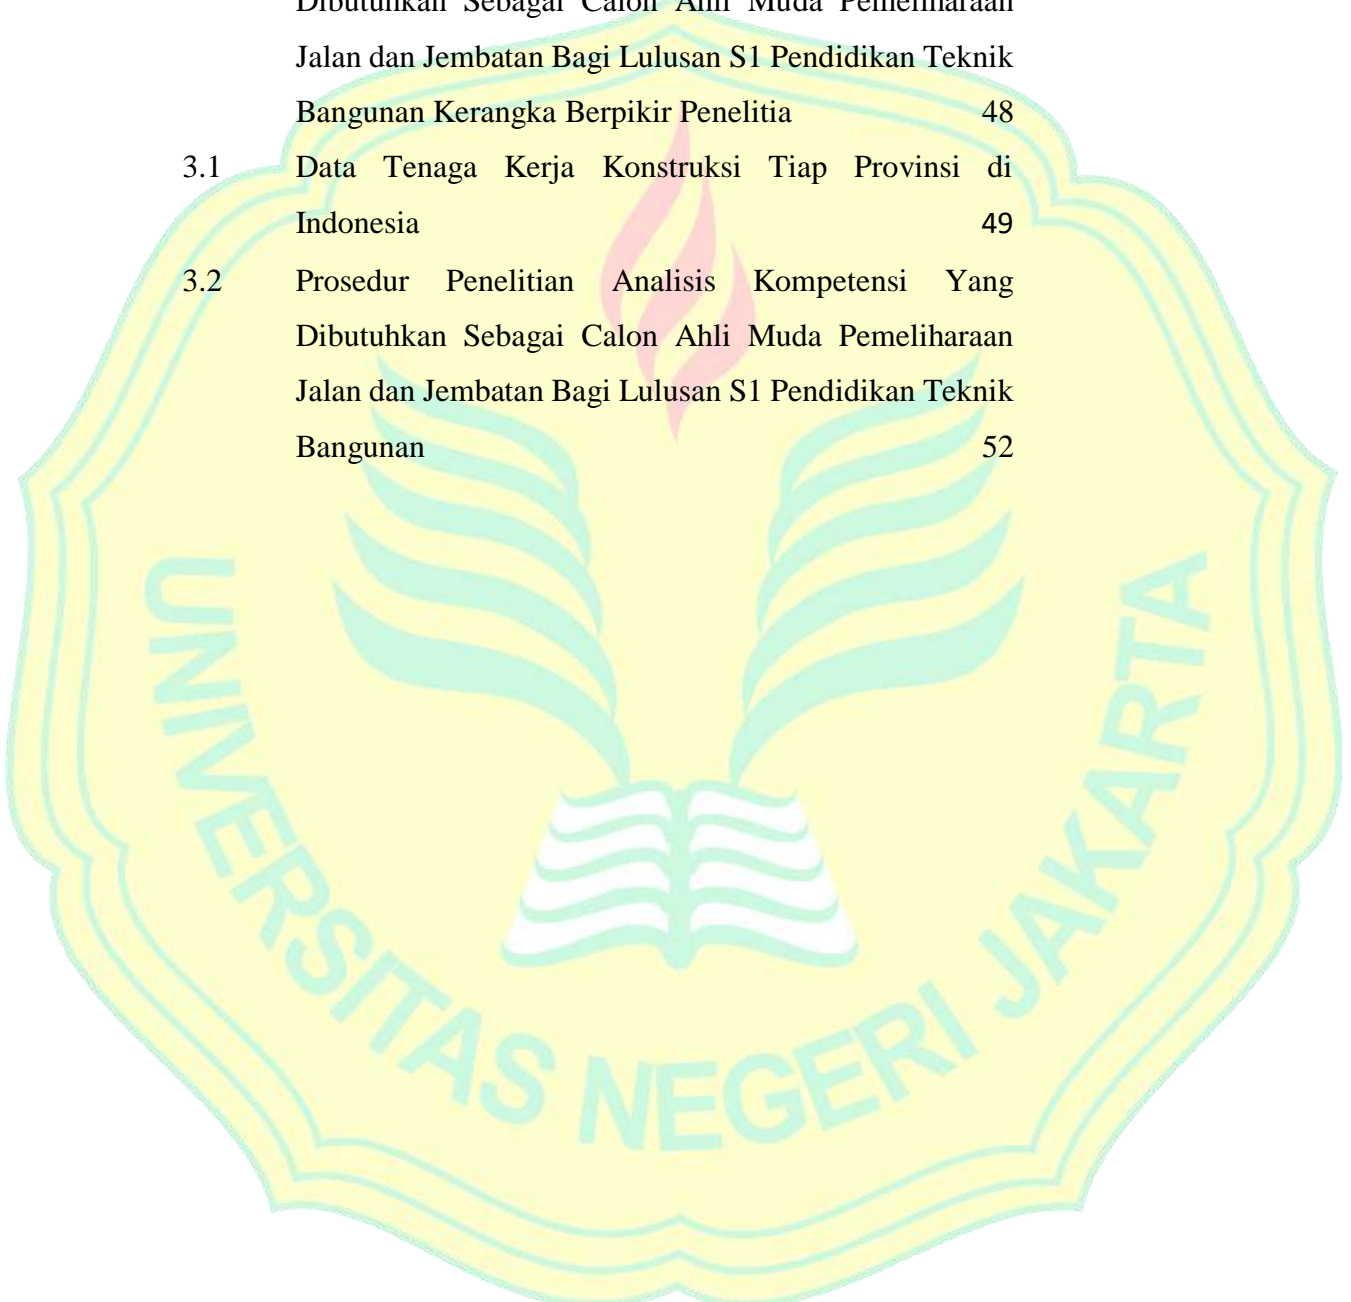 Dibutuhkan Sebagai Calon Ahli Muda Pemeliharaan
Jalan dan Jembatan Bagi Lulusan S1 Pendidikan Teknik
Bangunan Kerangka Berpikir Penelitia 48
3.1 Data Tenaga Kerja Konstruksi Tiap Provinsi di
Indonesia 49
3.2 Prosedur Penelitian Analisis Kompetensi Yang
Dibutuhkan Sebagai Calon Ahli Muda Pemeliharaan
Jalan dan Jembatan Bagi Lulusan S1 Pendidikan Teknik
Bangunan 52
UNIVERSITAS NEGERI JAKARTA